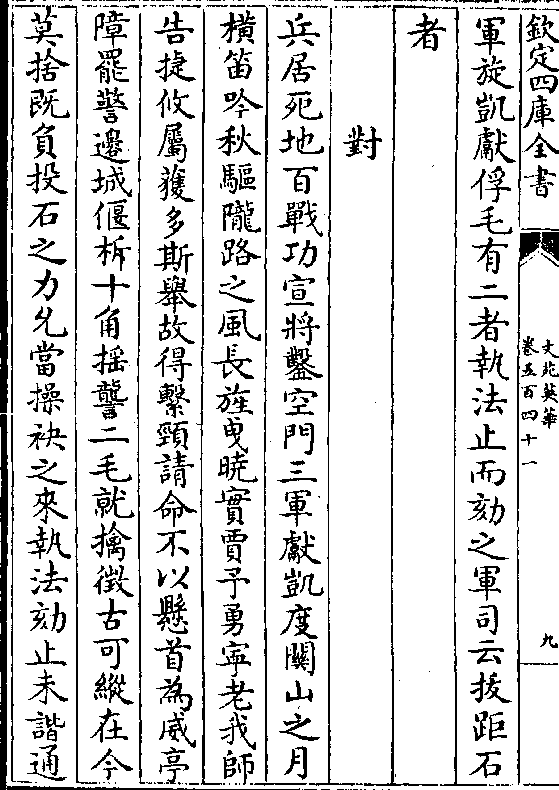 欽定四庫全書
文苑英華
卷五百四十一
九
軍旋凱獻俘毛有二者執法止而劾之軍司云拔距石
者
對
兵居死地百戰功宣將鑿空門三軍獻凱度關山之月
橫笛吟秋驅隴路之風長旌曳曉實賈予勇寧老我師
告捷攸屬獲多斯舉故得繫頸請命不以懸首為威亭
障罷警邊城偃柝十角摇讋二毛就擒徵古可縱在今
莫捨既負投石之力允當操袂之來執法劾止未諧通